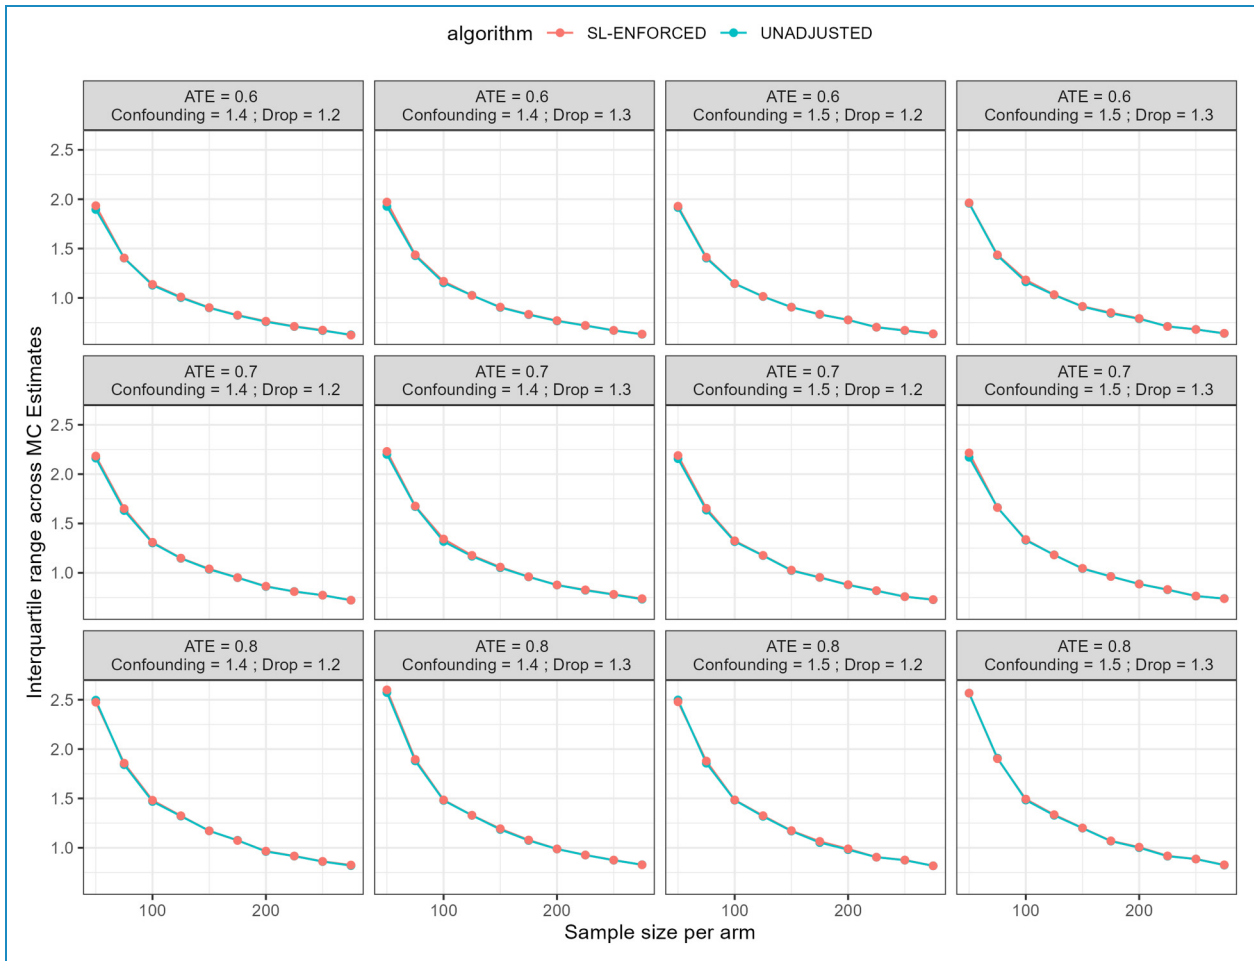 algorithm SL-ENFORCED UNADJUSTED
ATE = 0.6
Confounding = 1.4 ; Drop = 1.2
ATE = 0.6
Confounding = 1.4 ; Drop = 1.3
ATE = 0.6
Confounding = 1.5 ; Drop = 1.2
ATE = 0.6
Confounding = 1.5 ; Drop = 1.3
2.5
2.0
1.5
1.0
ATE = 0.7
Confounding = 1.4 ; Drop = 1.2
ATE = 0.7
Confounding = 1.4 ; Drop = 1.3
ATE = 0.7
Confounding = 1.5 ; Drop = 1.2
ATE = 0.7
Confounding = 1.5 ; Drop = 1.3
2.5
2.0
1.5
1.0
Interquartile range across MC Estimates
ATE = 0.8
Confounding = 1.4 ; Drop = 1.2
ATE = 0.8
Confounding = 1.4 ; Drop = 1.3
ATE = 0.8
Confounding = 1.5 ; Drop = 1.2
ATE = 0.8
Confounding = 1.5 ; Drop = 1.3
2.5
2.0
1.5
1.0
100 200 100 200 100 200 100 200
Sample size per arm